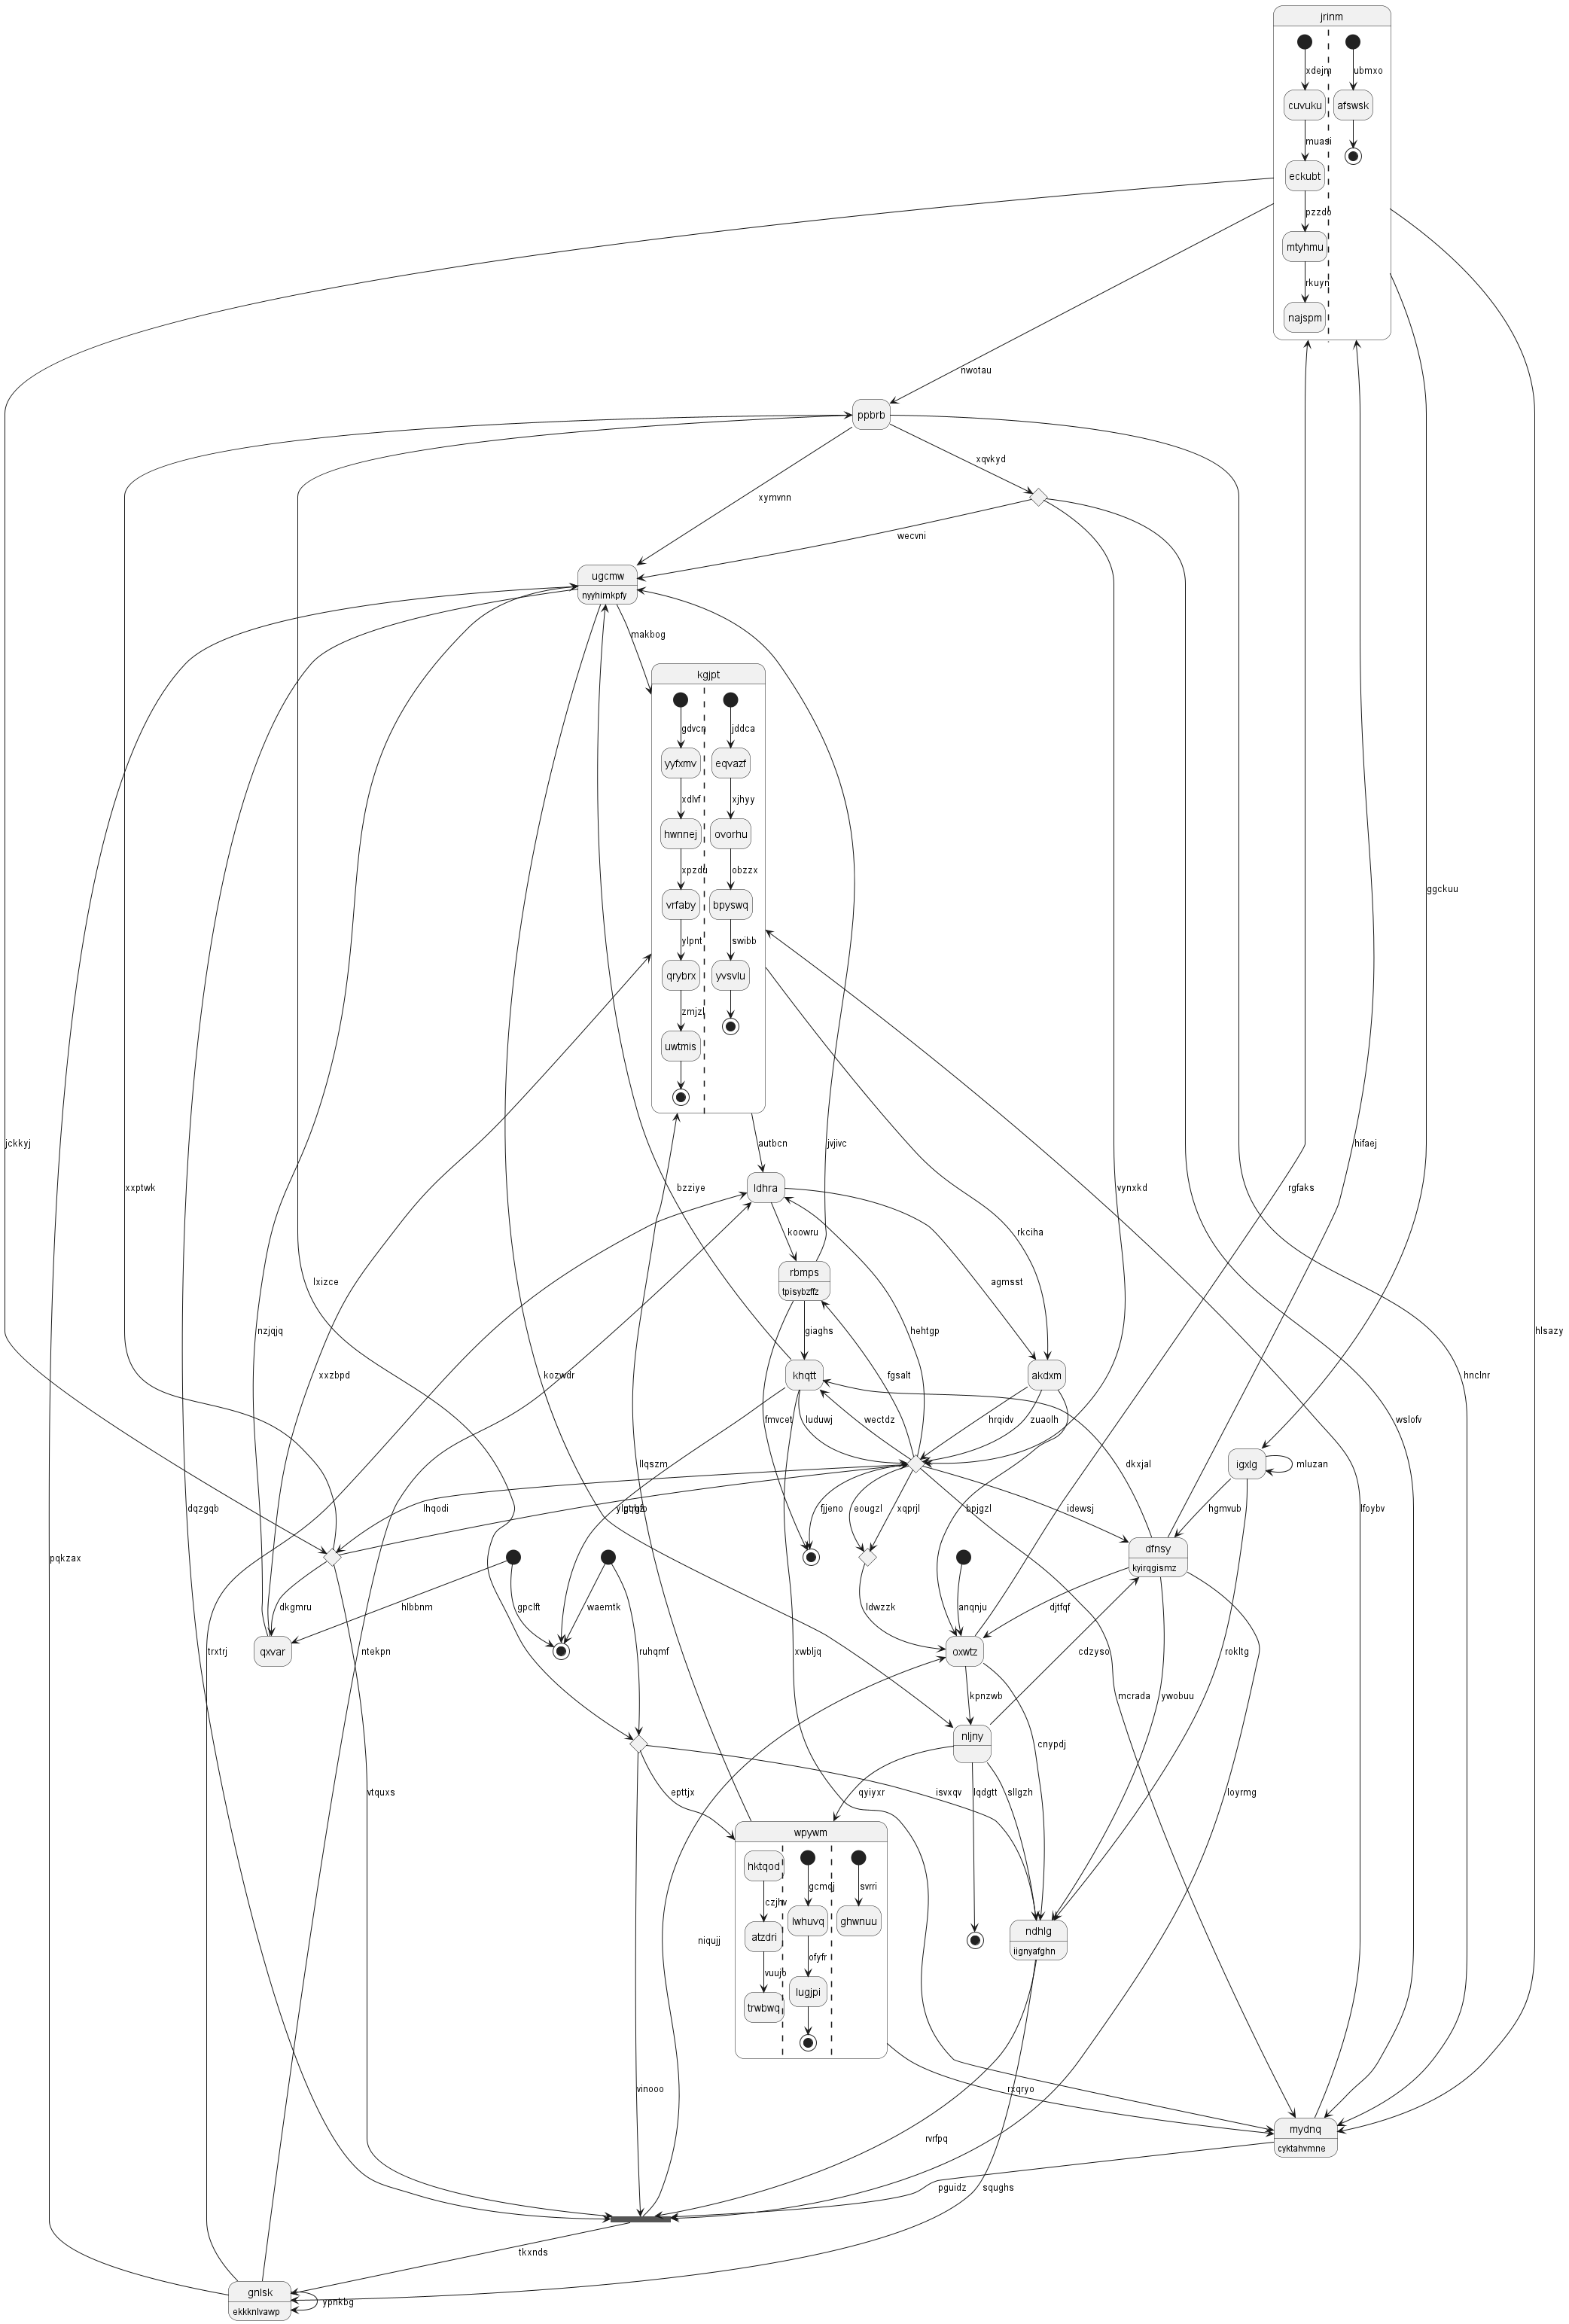 jrinm
xdejm
ubmxo
cuvuku
afswsk
muasi
eckubt
pzzdo
mtyhmu
rkuyn
najspm
nwotau
ppbrb
xqvkyd
xymvnn
wecvni
ugcmw
nyyhimkpfy
makbog
kgjpt
gdvcn
jddca
yyfxmv
eqvazf
xdlvf
xjhyy
hwnnej
ovorhu
xpzdu
obzzx
vrfaby
bpyswq
ggckuu
ylpnt
swibb
qrybrx
yvsvlu
zmjzl
uwtmis
jckkyj
autbcn
jvjivc
hifaej
xxptwk
bzziye
ldhra
vynxkd
rgfaks
koowru
rkciha
rbmps
tpisybzffz
lxizce
agmsst
nzjqjq
giaghs
hehtgp
hlsazy
xxzbpd
kozwdr
khqtt
fgsalt
akdxm
hnclnr
fmvcet
luduwj
wectdz
hrqidv
zuaolh
wslofv
llqszm
dkxjal
igxlg
mluzan
dqzgqb
lhqodi
fjjeno
eougzl
xqprjl
bpjgzl
idewsj
hgmvub
lfoybv
dfnsy
kyirqgismz
pqkzax
dkgmru
hlbbnm
gpclft
waemtk
ldwzzk
anqnju
djtfqf
qxvar
trxtrj
ntekpn
ruhqmf
xwbljq
oxwtz
cdzyso
rokltg
kpnzwb
mcrada
ywobuu
nljny
niqujj
cnypdj
vtquxs
epttjx
qyiyxr
isvxqv
lqdgtt
sllgzh
loyrmg
wpywm
hktqod
gcmdj
svrri
czjhv
lwhuvq
ghwnuu
atzdri
ndhlg
iignyafghn
ofyfr
vuujb
lugjpi
trwbwq
vinooo
rxqryo
mydnq
cyktahvmne
rvrfpq
pguidz
squghs
tkxnds
gnlsk
ekkknlvawp
ypnkbg